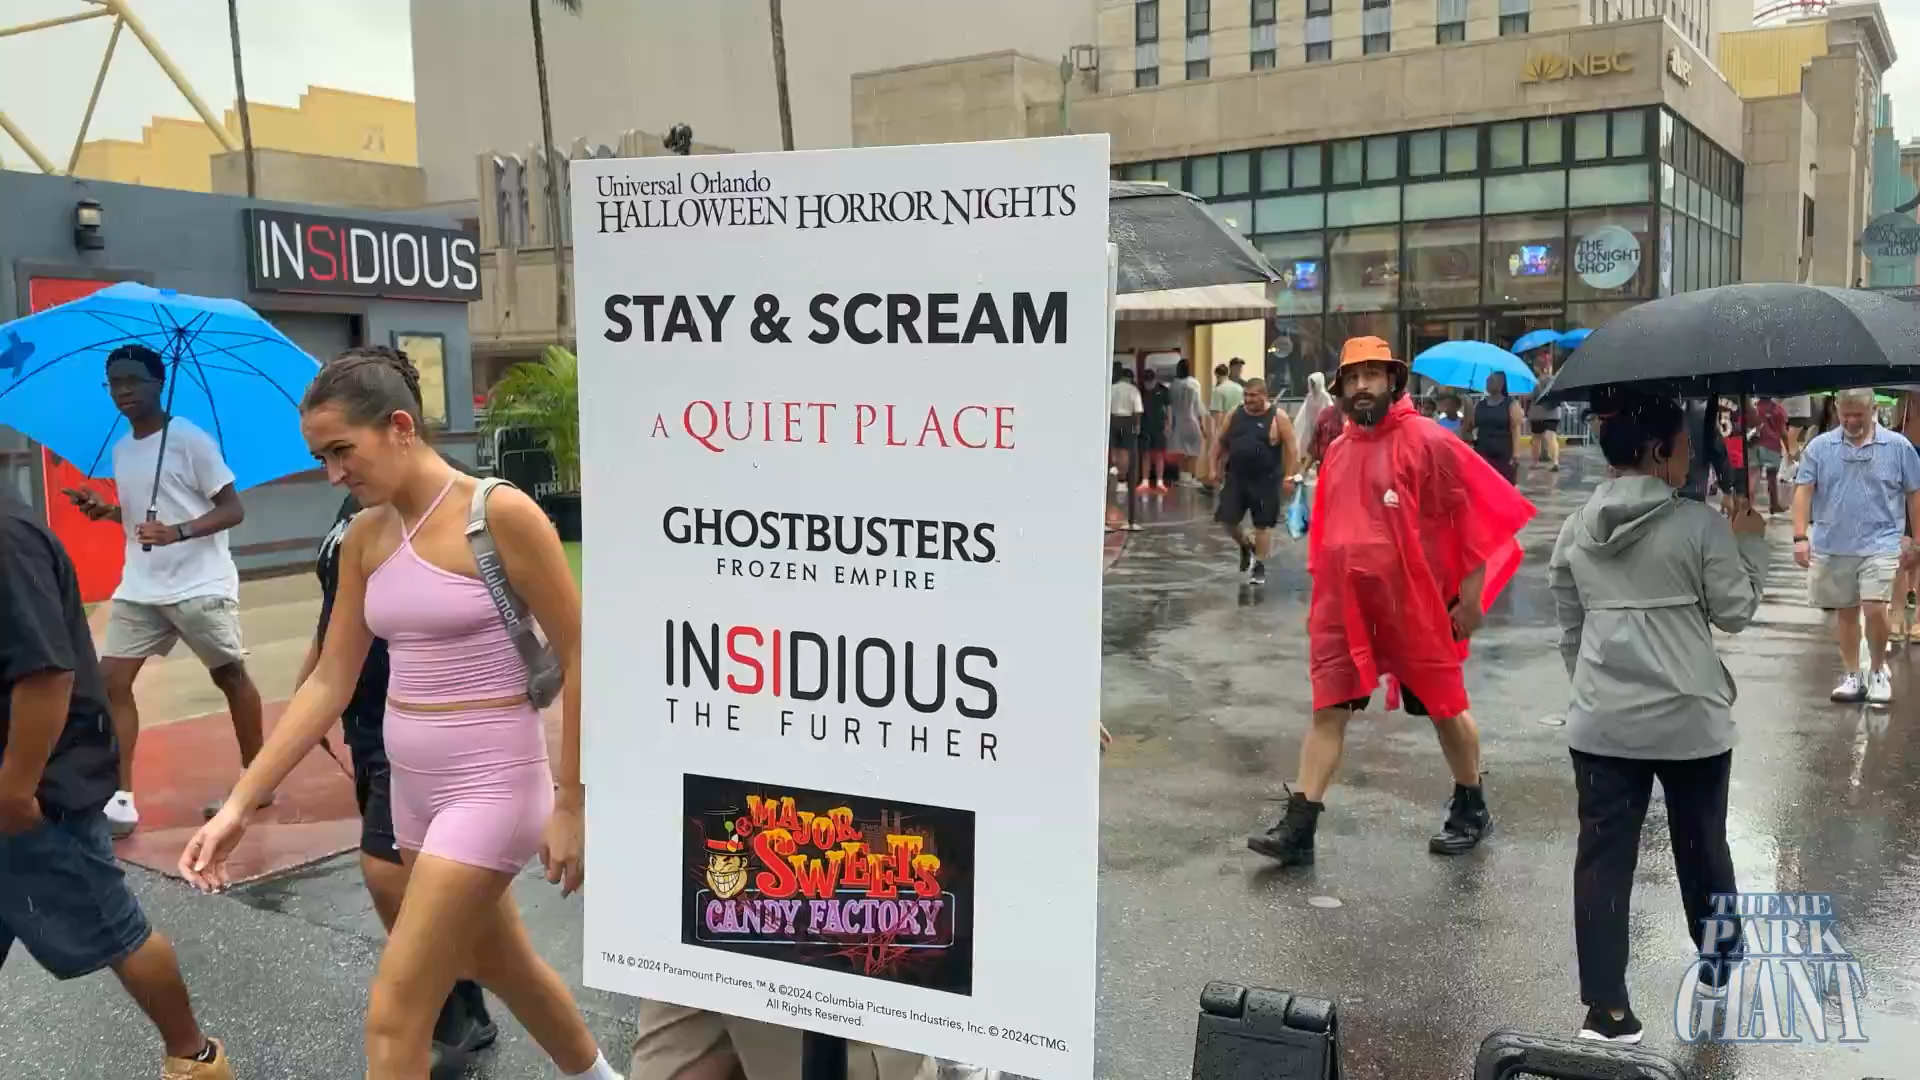 NBC
INSIDIOUS
THE
TONIGHT
SHOP
Universal Orlando
HALLOWEEN HORROR NIGHTS
STAY & SCREAM
A QUIET PLACE
GHOSTBUSTERS
FROZEN EMPIRE
INSIDIOUS
THE FURTHER
MAJOR
SWEETS
CANDY FACTORY
TM & © 2024 Paramount Pictures.™ & ©2024 Columbia Pictures Industries, Inc. © 2024CTMG.
All Rights Reserved.
lululemon
THEME
PARK
GIANT